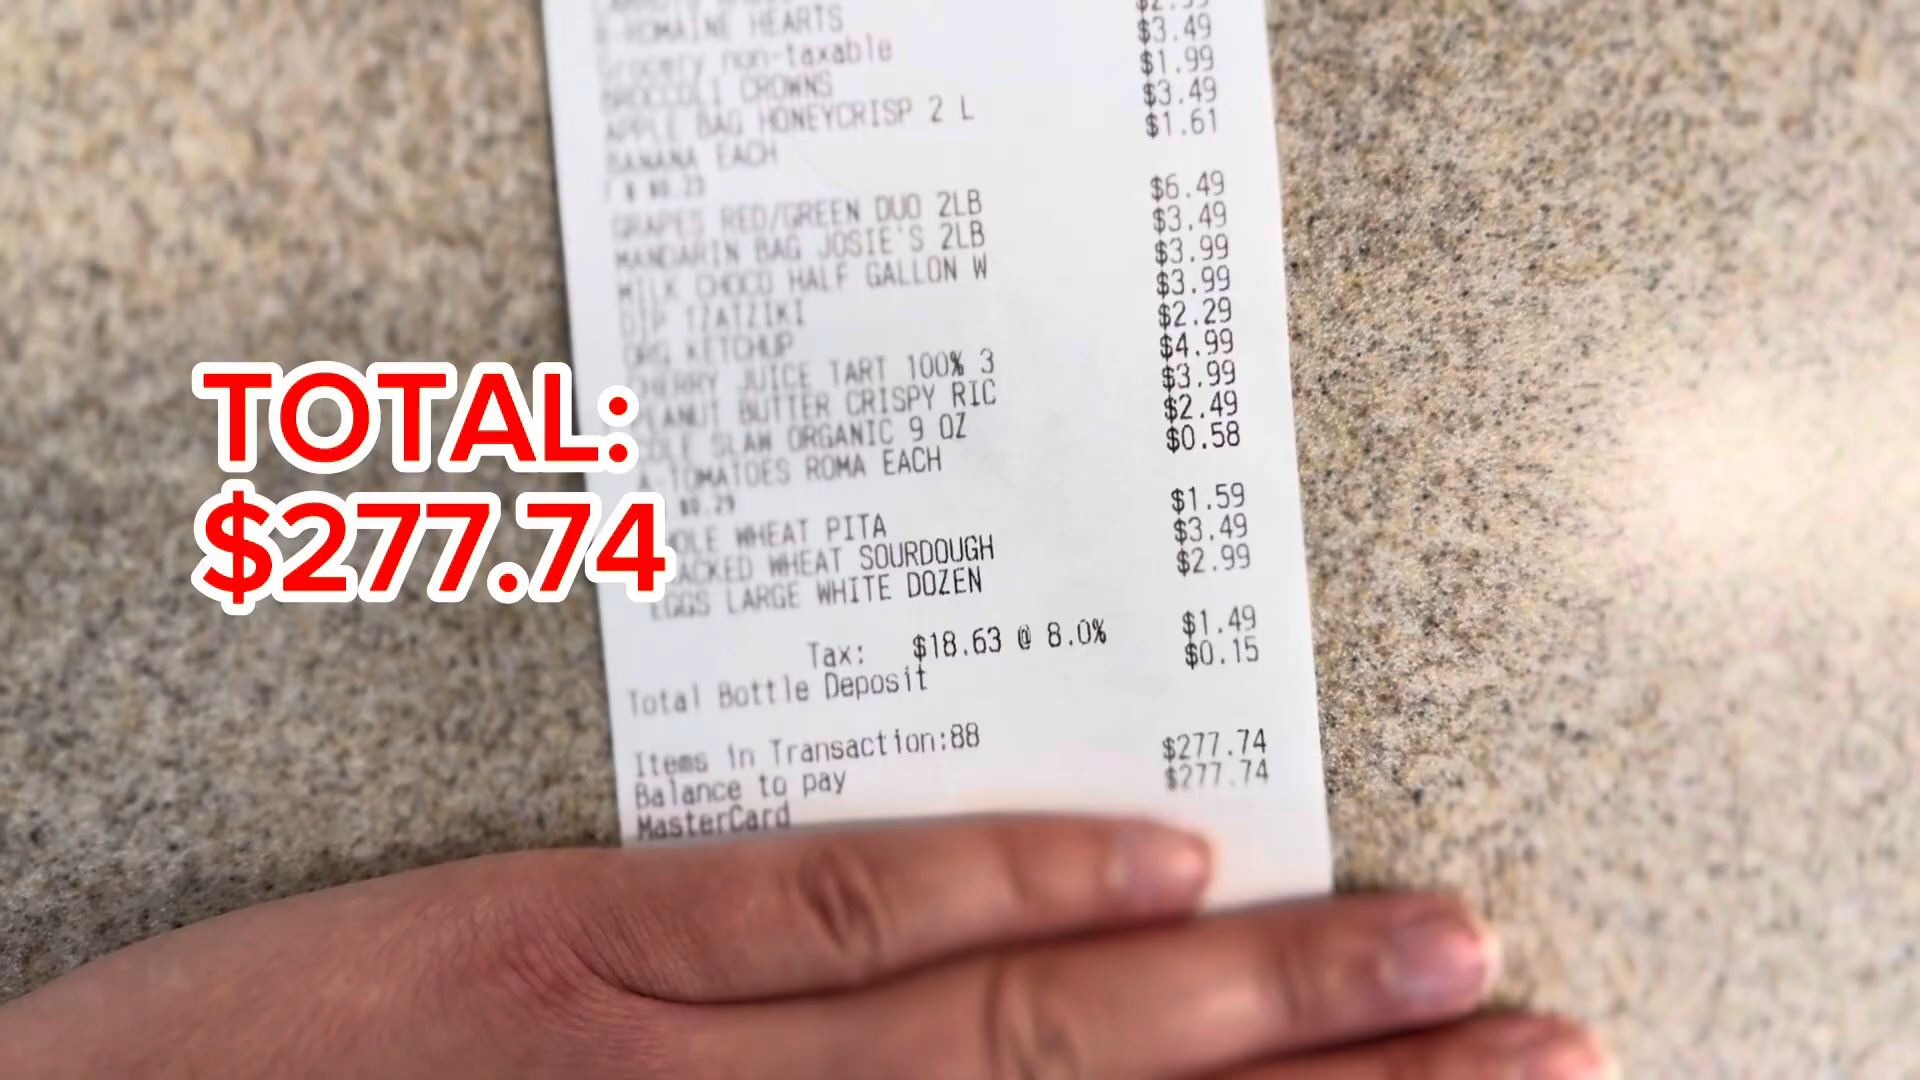 R-ROMAINE HEARTS $3.49
Grocery non-taxable $1.99
BROCCOLI CROWNS $3.49
APPLE BAG HONEYCRISP 2 L $1.61
BANANA EACH
$0.23
GRAPES RED/GREEN DUO 2LB $6.49
MANDARIN BAG JOSIE'S 2LB $3.49
MILK CHOCO HALF GALLON W $3.99
DIP TZATZIKI $3.99
ORG KETCHUP $2.29
CHERRY JUICE TART 100% 3 $4.99
PEANUT BUTTER CRISPY RIC $3.99
SLAW ORGANIC 9 OZ $2.49
A-TOMATOES ROMA EACH $0.58
$0.29
WHEAT PITA $1.59
WHEAT SOURDOUGH $3.49
EGGS LARGE WHITE DOZEN $2.99
Tax: $18.63 @ 8.0% $1.49
Total Bottle Deposit $0.15
Items in Transaction:88
Balance to pay $277.74
MasterCard $277.74
TOTAL:
$277.74